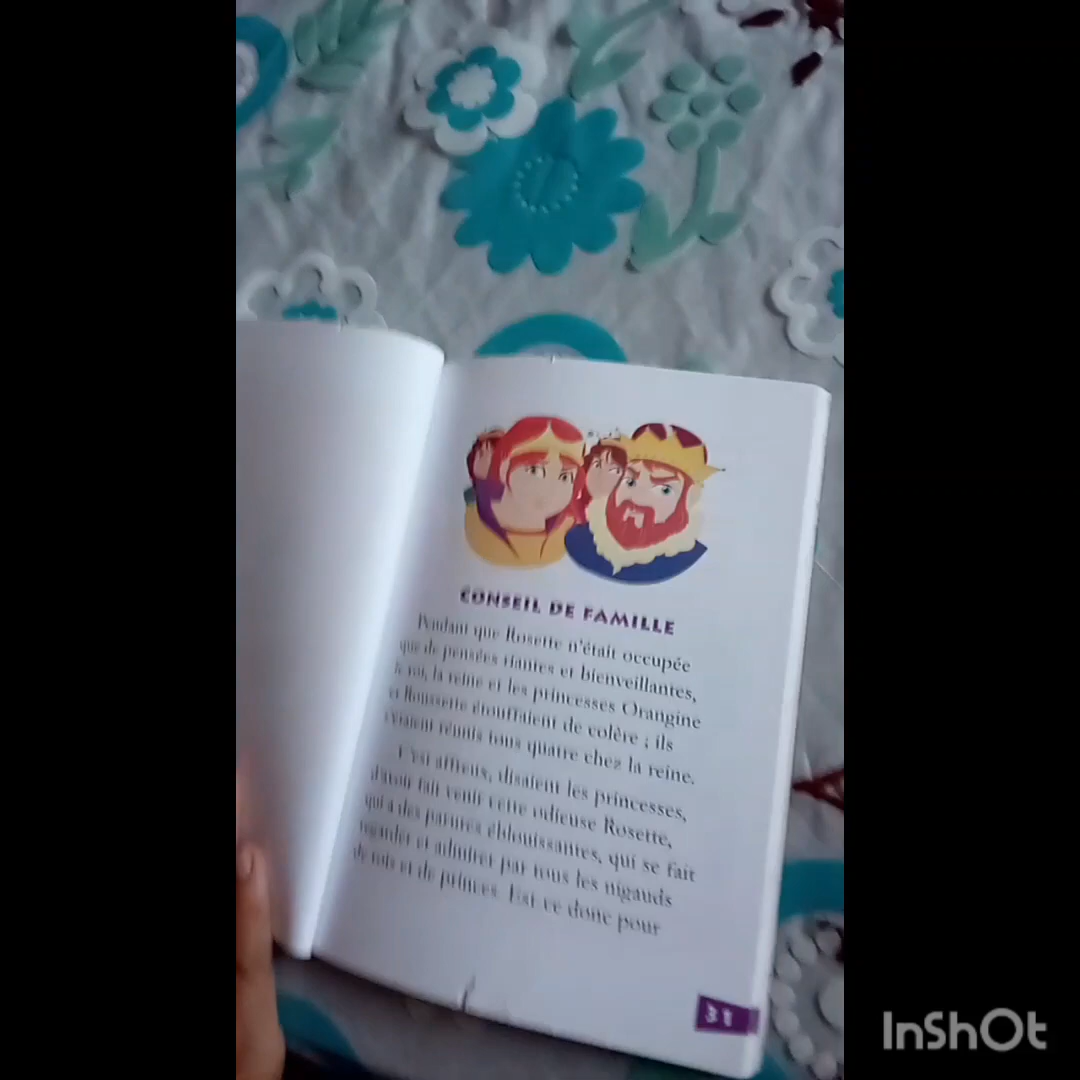 CONSEIL DE FAMILLE
Pendant que Rosette n'était occupée
que de pensées riantes et bienveillantes,
le roi, la reine et les princesses Orangine
et Roussette étouffaient de colère ; ils
s'étaient réunis tous quatre chez la reine.
C'est affreux, disaient les princesses,
d'avoir fait venir cette odieuse Rosette,
qui a des parures éblouissantes, qui se fait
regarder et admirer par tous les nigauds
de rois et de princes. Est-ce donc pour
InShOt